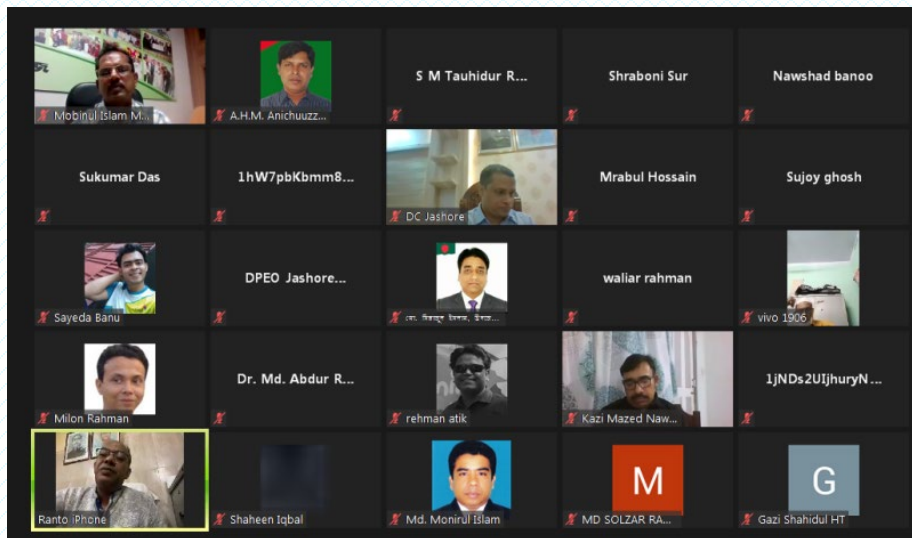 Mobinul Islam M...
A.H.M. Anichuuzz...
S M Tauhidur R...
Shraboni Sur
Nawshad banoo
Sukumar Das
1hW7pbKbmm8...
DC Jashore
Mrabul Hossain
Sujoy ghosh
Sayeda Banu
DPEO Jashore...
মো.
waliar rahman
vivo 1906
Milon Rahman
Dr. Md. Abdur R...
rehman atik
Kazi Mazed Naw...
1jNDs2UIjhuryN...
Ranto iPhone
Shaheen Iqbal
Md. Monirul Islam
M
MD SOLZAR RA...
G
Gazi Shahidul HT